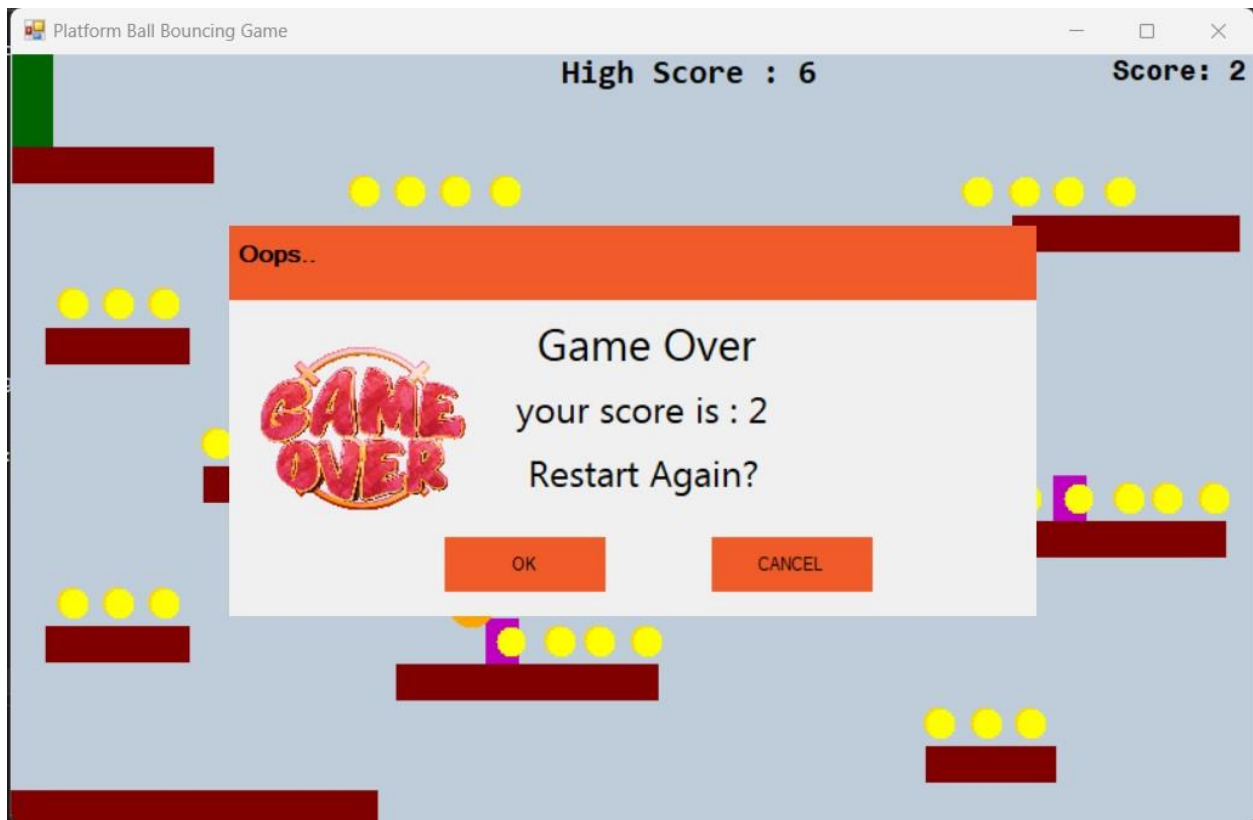 Platform Ball Bouncing Game
High Score : 6
Score: 2
Oops..
GAME
OVER
Game Over
your score is : 2
Restart Again?
OK
CANCEL